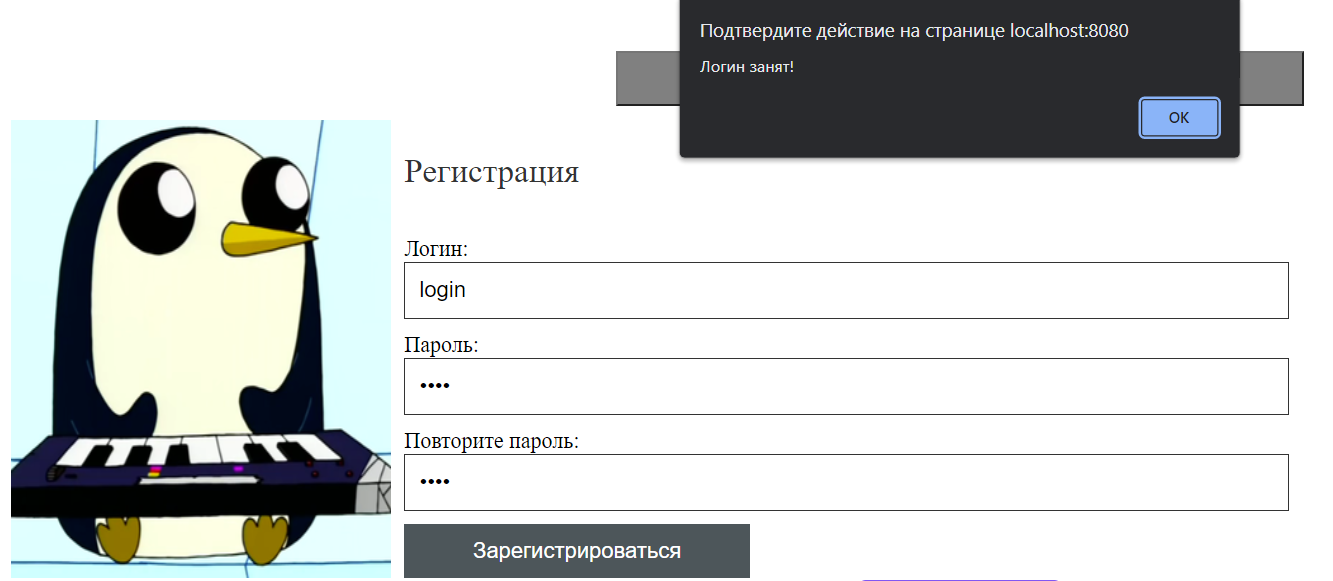 Подтвердите действие на странице localhost:8080
Логин занят!
OK
Регистрация
Логин:
login
Пароль:
••••
Повторите пароль:
••••
Зарегистрироваться